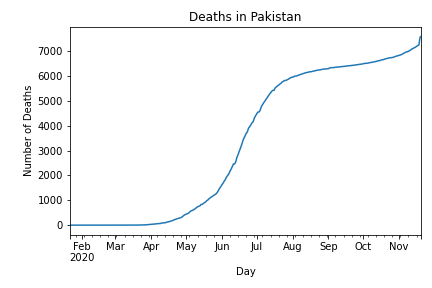 Deaths in Pakistan
Number of Deaths
7000
6000
5000
4000
3000
2000
1000
0
Feb Mar Apr May Jun Jul Aug Sep Oct Nov
2020
Day